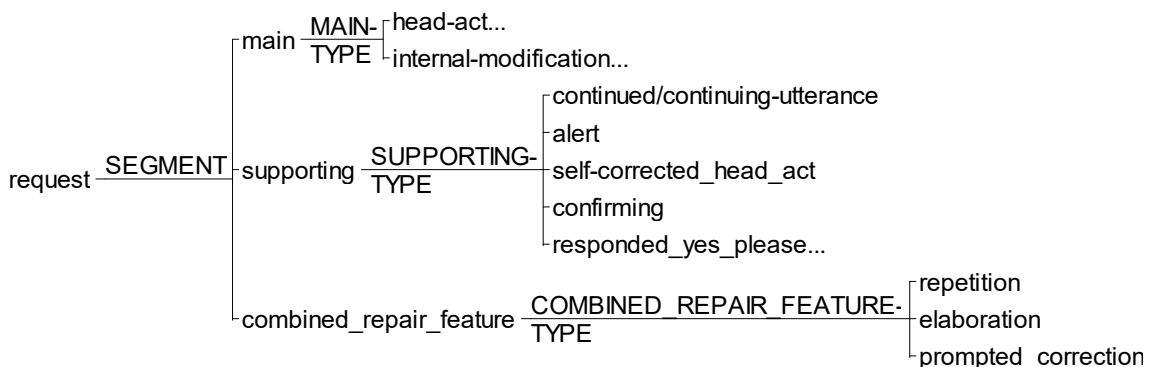 request
SEGMENT
main
MAIN-
TYPE
head-act...
internal-modification...
supporting
SUPPORTING-
TYPE
continued/continuing-utterance
alert
self-corrected_head_act
confirming
responded_yes_please...
combined_repair_feature
COMBINED_REPAIR_FEATURE-
TYPE
repetition
elaboration
prompted_correction